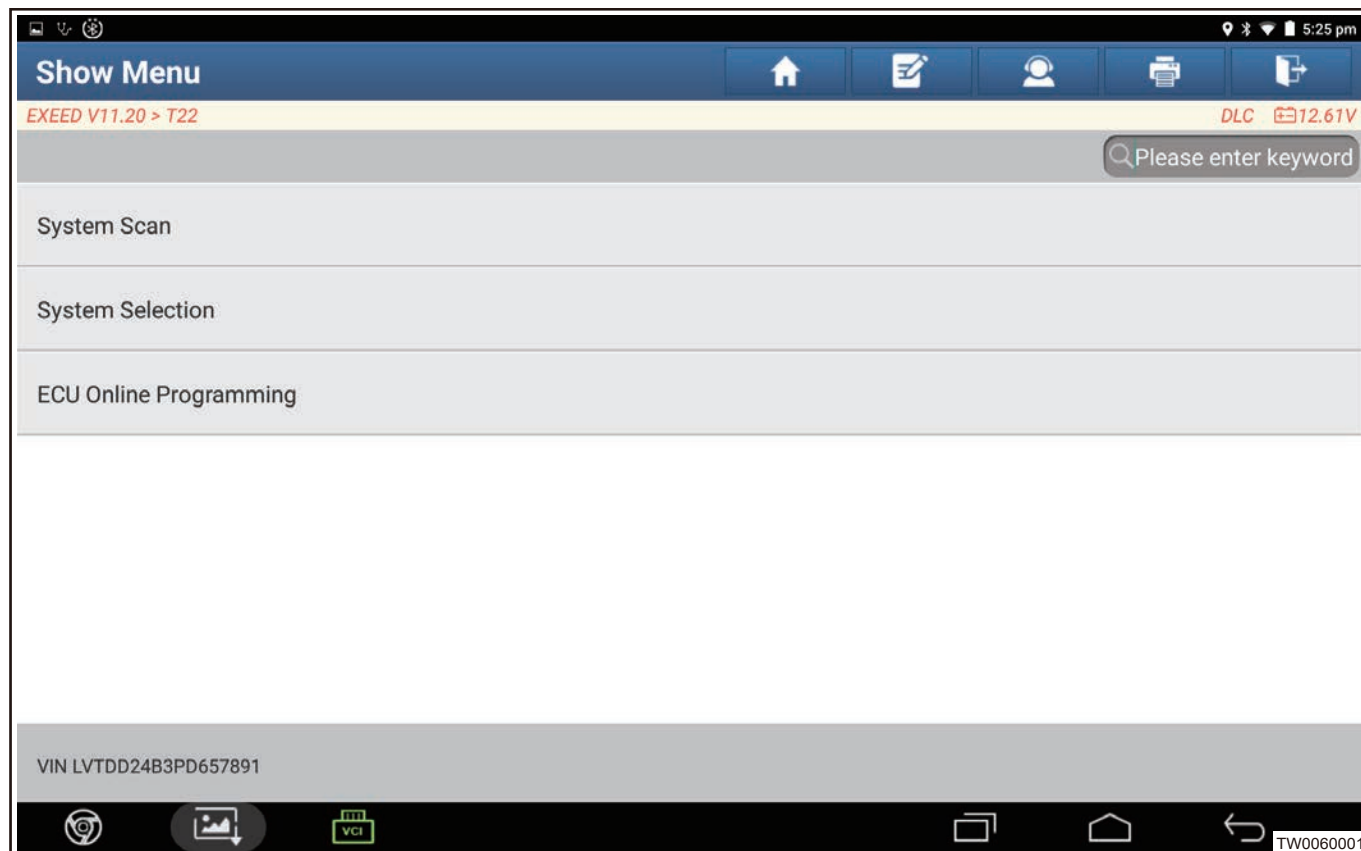 5:25 pm
Show Menu
EXEED V11.20 > T22
DLC 12.61V
Please enter keyword
System Scan
System Selection
ECU Online Programming
VIN LVTDD24B3PD657891
VCI
TW0060001